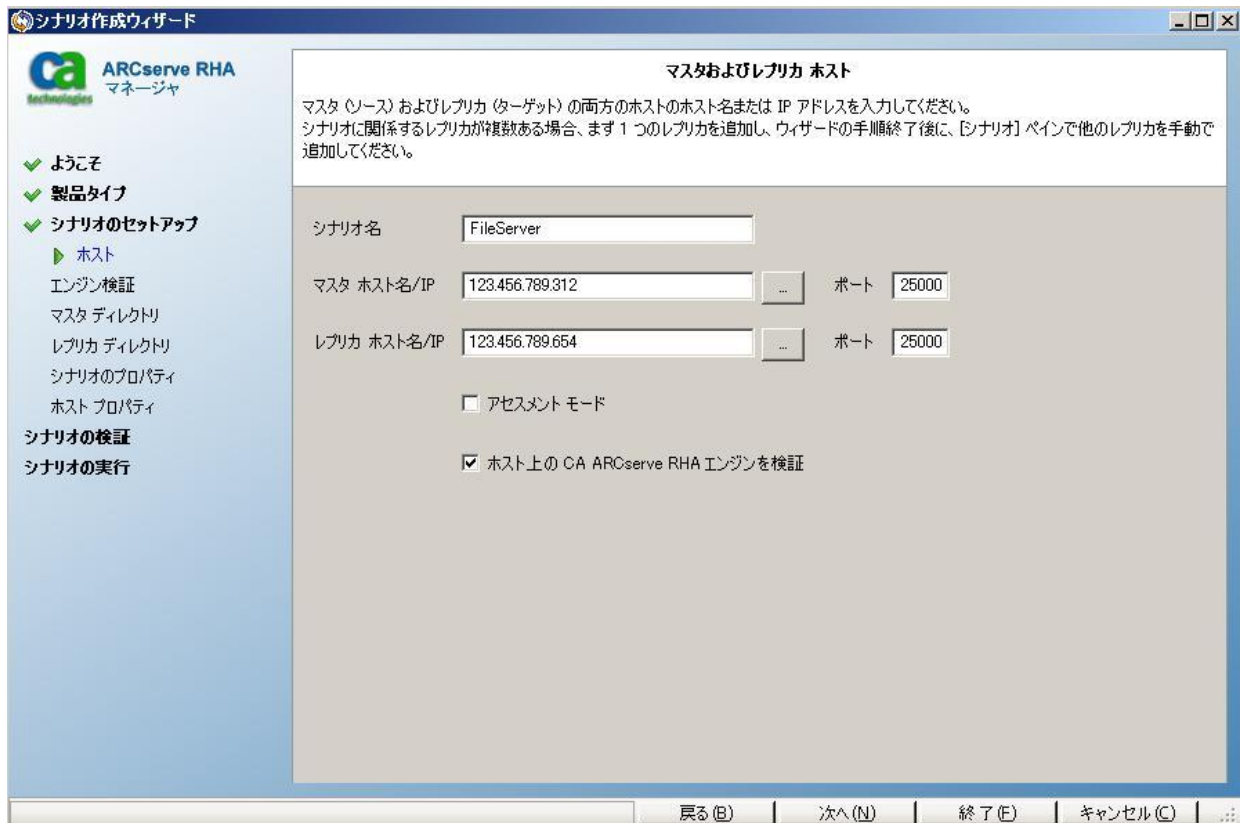 シナリオ作成ウィザード
ca
technologies
ARCserve RHA
マネージャ
ようこそ
製品タイプ
シナリオのセットアップ
ホスト
エンジン検証
マスタ ディレクトリ
レプリカ ディレクトリ
シナリオのプロパティ
ホスト プロパティ
シナリオの検証
シナリオの実行
マスタおよびレプリカ ホスト
マスタ (ソース) およびレプリカ (ターゲット) の両方のホストのホスト名または IP アドレスを入力してください。
シナリオに関係するレプリカが複数ある場合、まず 1 つのレプリカを追加し、ウィザードの手順終了後に、[シナリオ] ペインで他のレプリカを手動で
追加してください。
シナリオ名 FileServer
マスタ ホスト名/IP 123.456.789.312 ... ポート 25000
レプリカ ホスト名/IP 123.456.789.654 ... ポート 25000
アセスメント モード
ホスト上の CA ARCserve RHA エンジンを検証
戻る(B) 次へ(N) 終了(F) キャンセル(C)